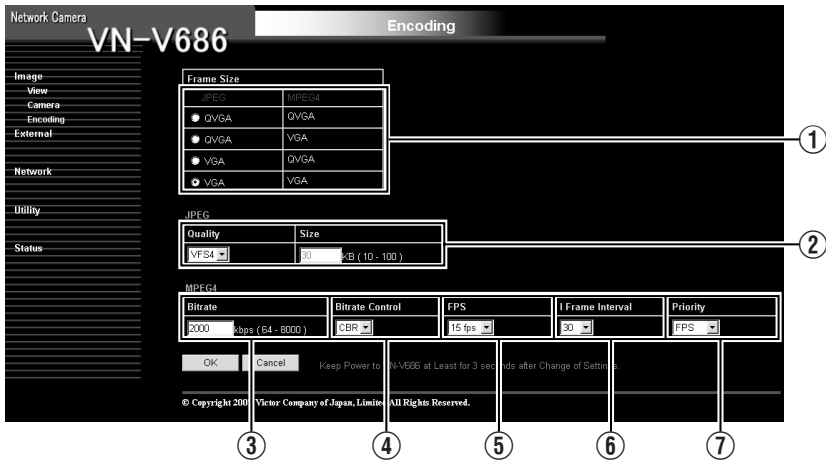 Network Camera
VN-V686
Encoding
Image
View
Camera
Encoding
External
Network
Utility
Status
Frame Size
JPEG MPEG4
QVGA QVGA
QVGA VGA
VGA QVGA
VGA VGA
①
JPEG
Quality Size
VFS4 30 KB ( 10 - 100 )
②
MPEG4
Bitrate Bitrate Control FPS I Frame Interval Priority
2000 kbps ( 64 - 8000 ) CBR 15 fps 30 FPS
OK Cancel Keep Power to VN-V686 at Least for 3 seconds after Change of Settings.
© Copyright Victor Company of Japan, Limited All Rights Reserved.
③ ④ ⑤ ⑥ ⑦